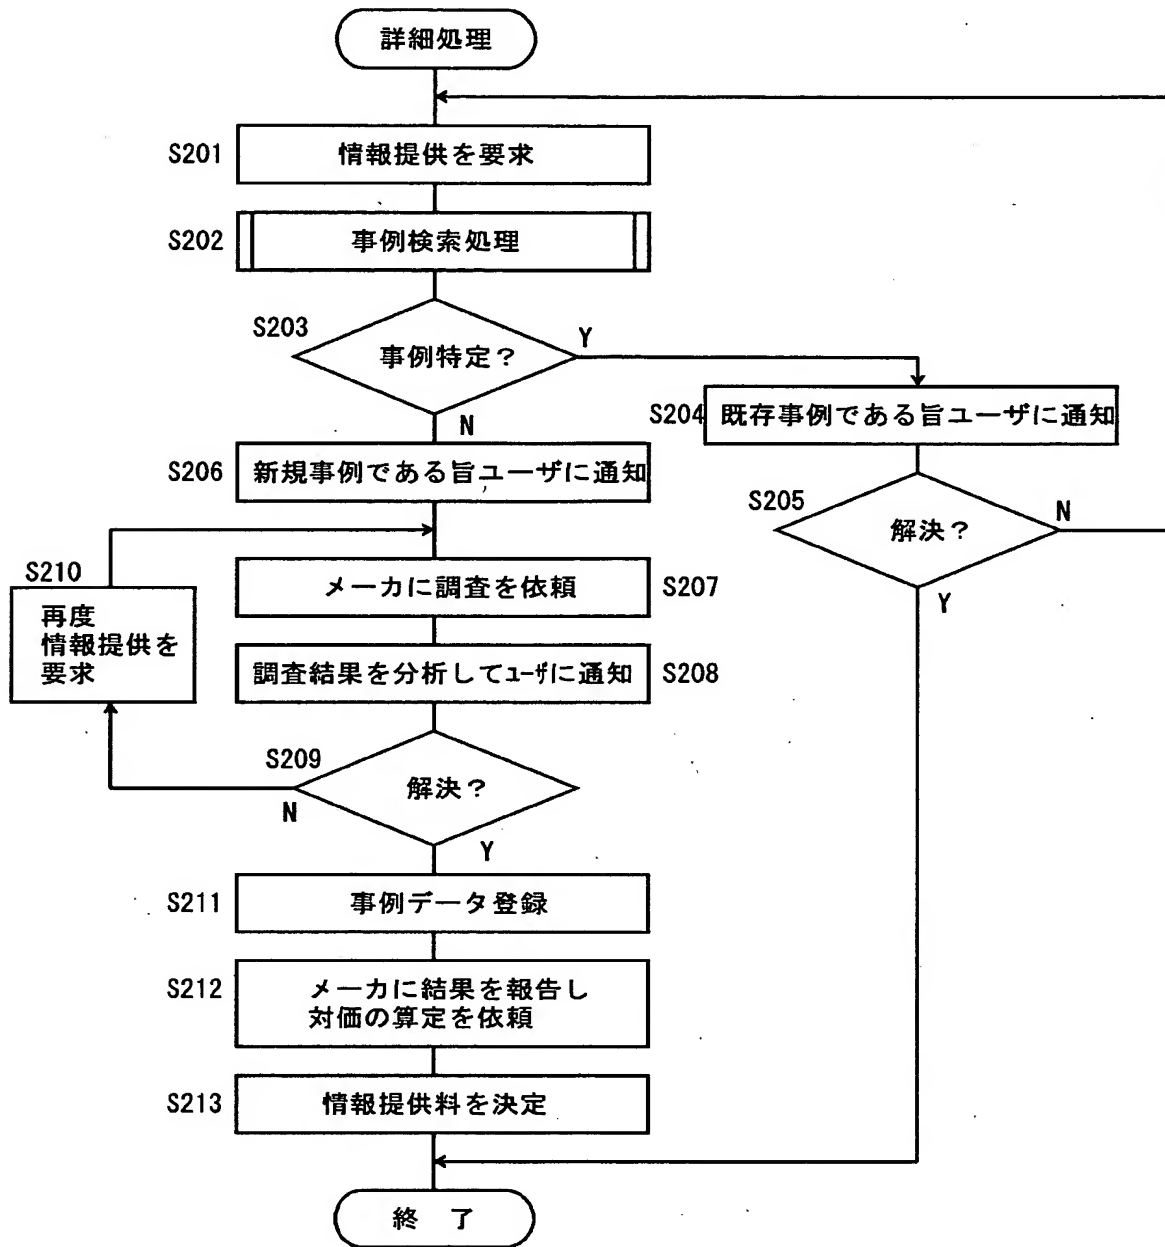 詳細処理
S201
情報提供を要求
S202
事例検索処理
S203
事例特定?
Y
N
S204
既存事例である旨ユーザに通知
S205
解決?
N
Y
S206
新規事例である旨ユーザに通知
S207
メーカに調査を依頼
S208
調査結果を分析してユーザに通知
S209
解決?
N
Y
S210
再度
情報提供を
要求
S211
事例データ登録
S212
メーカに結果を報告し
対価の算定を依頼
S213
情報提供料を決定
終 了